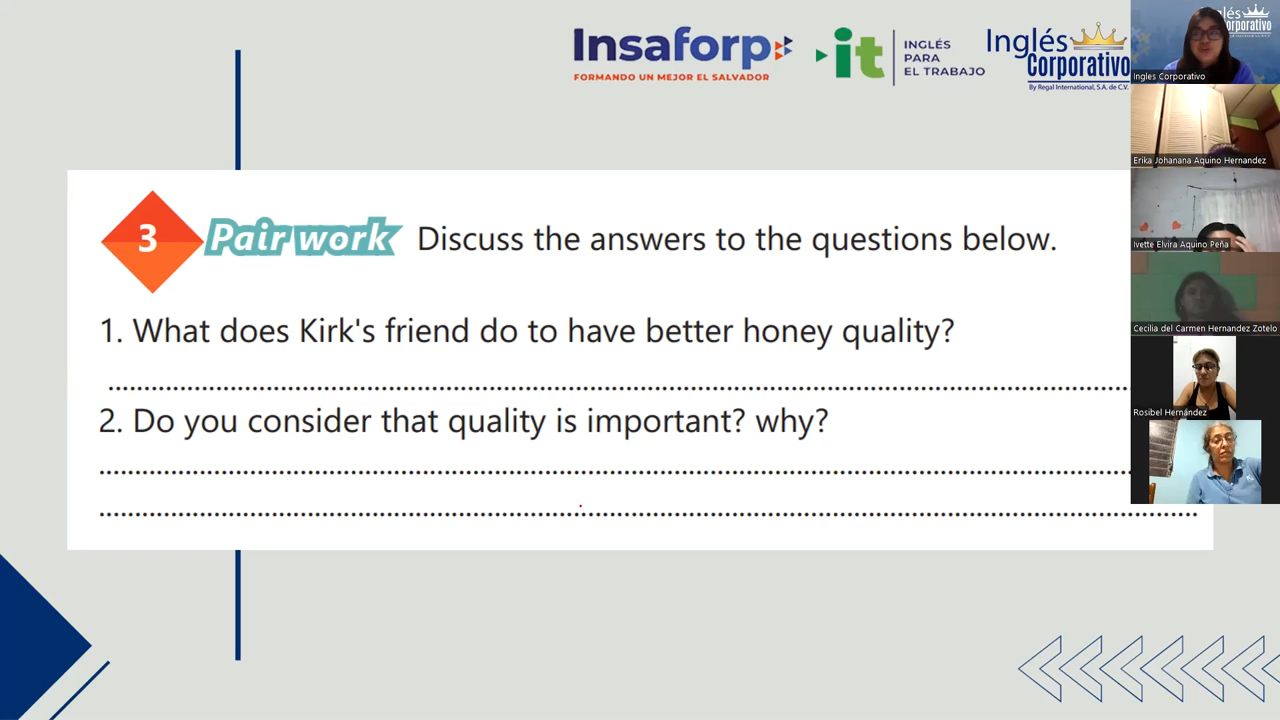 Insaforp
FORMANDO UN MEJOR EL SALVADOR
it
INGLÉS
PARA
EL TRABAJO
Inglés
Corporativo
By Regal International, S.A. de C.V.
3 Pair work Discuss the answers to the questions below.
1. What does Kirk's friend do to have better honey quality?
2. Do you consider that quality is important? why?
Ingles Corporativo
Erika Johanana Aquino Hernandez
Ivette Elvira Aquino Peña
Cecilia del Carmen Hernandez Zotelo
Rosibel Hernández